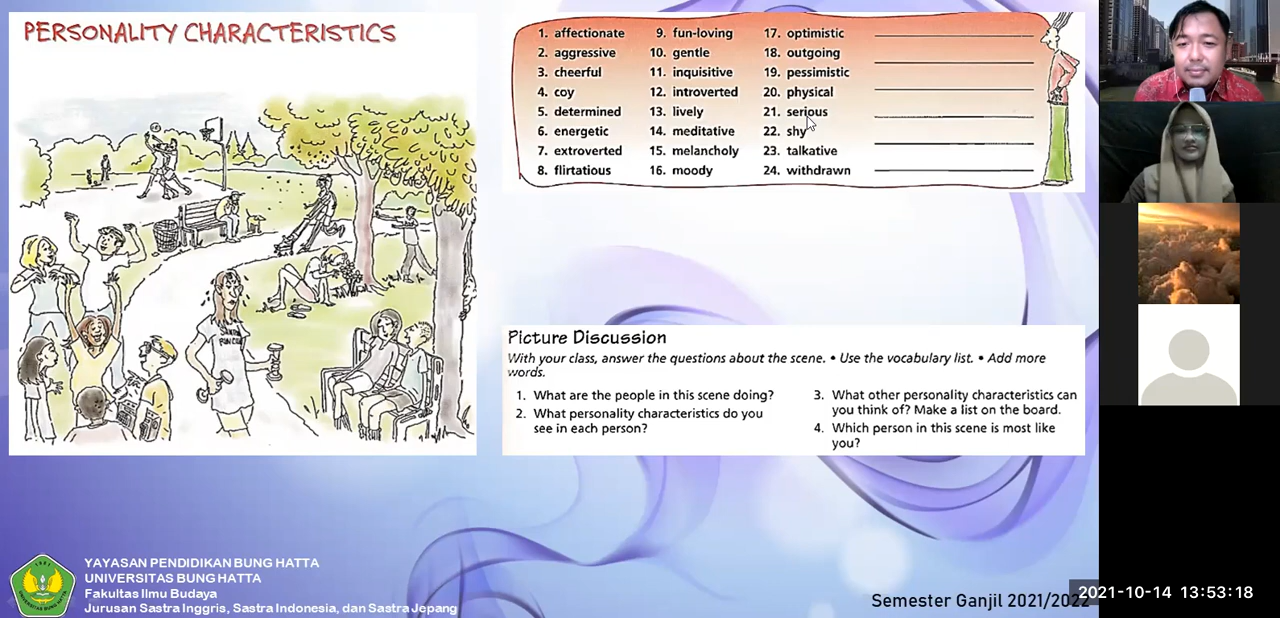 PERSONALITY CHARACTERISTICS
1. affectionate
2. aggressive
3. cheerful
4. coy
5. determined
6. energetic
7. extroverted
8. flirtatious
9. fun-loving
10. gentle
11. inquisitive
12. introverted
13. lively
14. meditative
15. melancholy
16. moody
17. optimistic
18. outgoing
19. pessimistic
20. physical
21. serious
22. shy
23. talkative
24. withdrawn
Picture Discussion
With your class, answer the questions about the scene. • Use the vocabulary list. • Add more
words.
1. What are the people in this scene doing?
2. What personality characteristics do you
see in each person?
3. What other personality characteristics can
you think of? Make a list on the board.
4. Which person in this scene is most like
you?
YAYASAN PENDIDIKAN BUNG HATTA
UNIVERSITAS BUNG HATTA
Fakultas Ilmu Budaya
Jurusan Sastra Inggris, Sastra Indonesia, dan Sastra Jepang
Semester Ganjil 2021/2022
2021-10-14 13:53:18